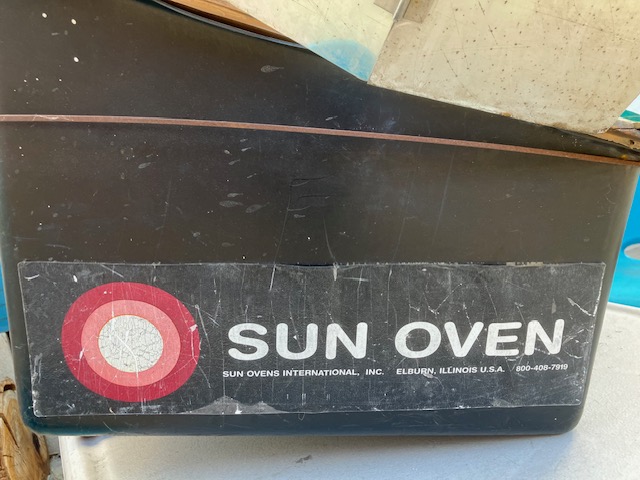 SUN OVEN
SUN OVENS INTERNATIONAL, INC. ELBURN, ILLINOIS U.S.A. 800-408-7919